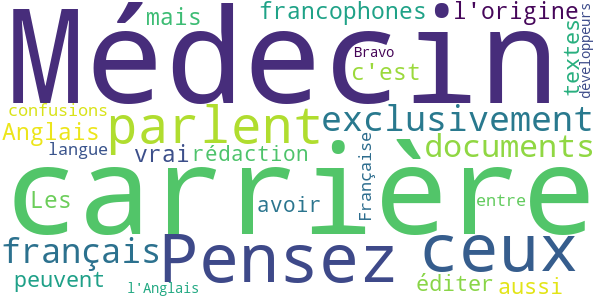 Médecin
mais
francophones
l'origine
textes
développeurs
Bravo
c'est
confusions
Anglais
parlent
exclusivement
langue
vrai
rédaction
documents
Française
carrière
Les
avoir
entre
français
Pensez
ceux
peuvent
l'Anglais
éditer
aussi